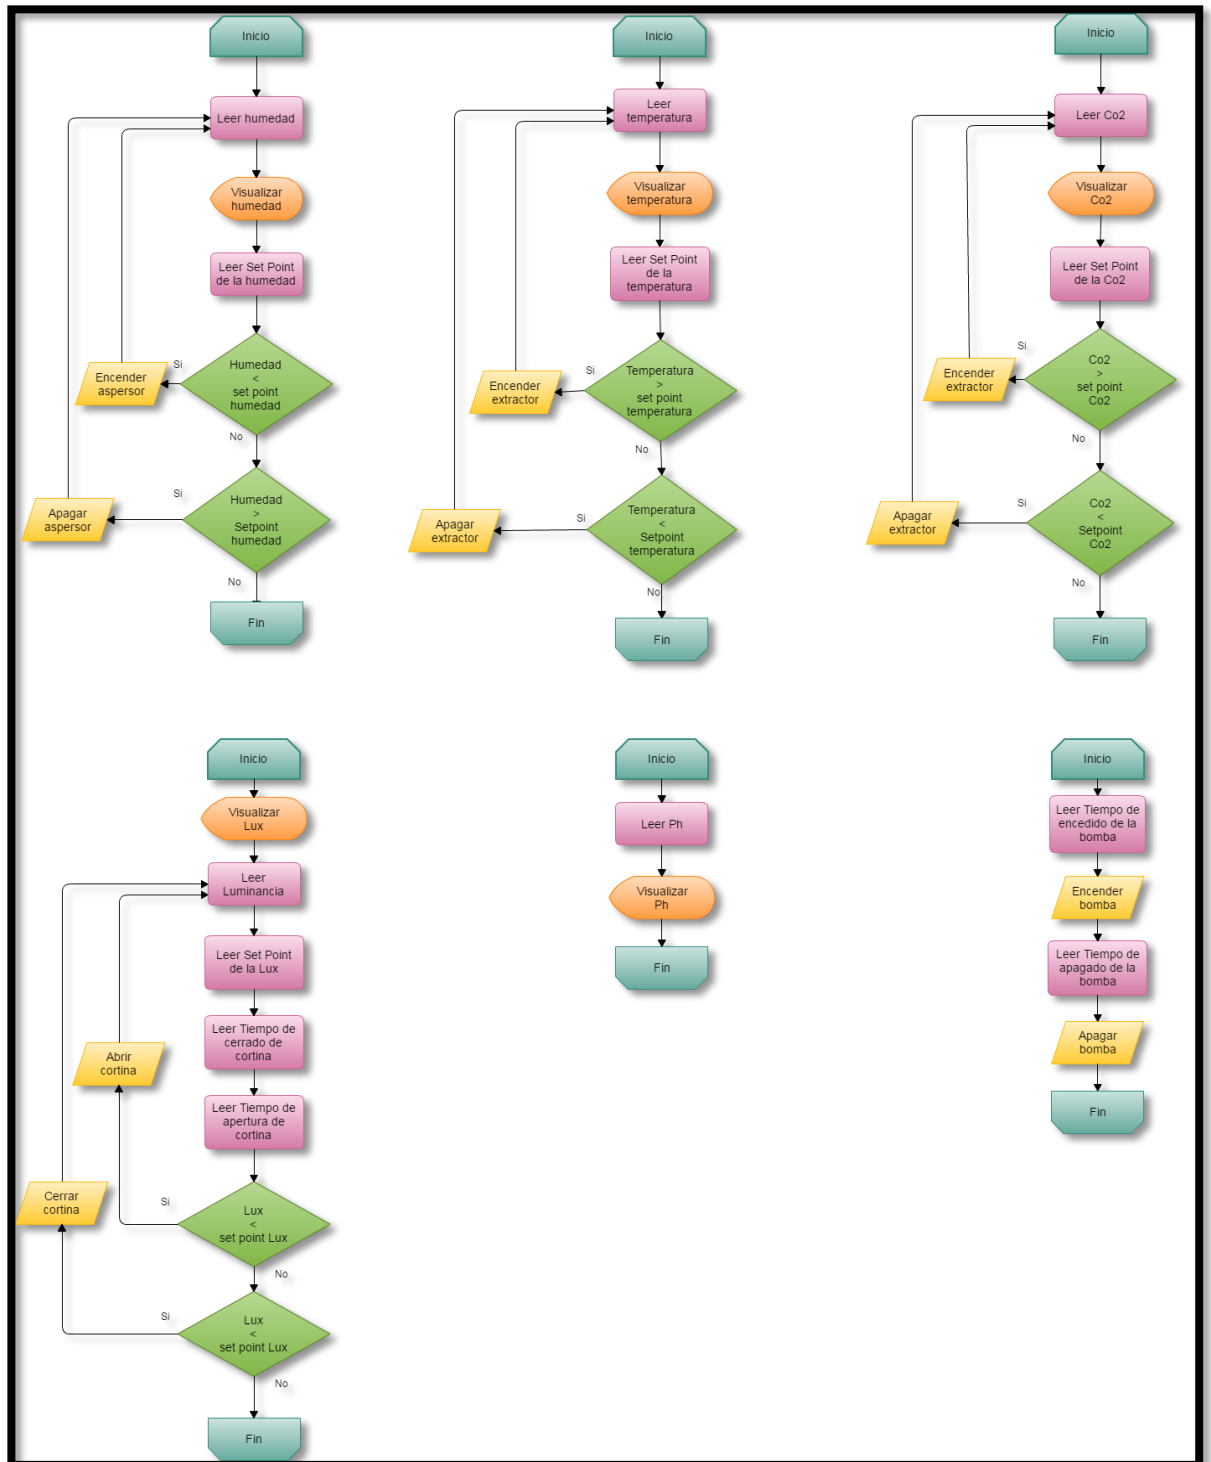 Inicio
Leer humedad
Visualizar
humedad
Leer Set Point
de la humedad
Humedad
<
set point
humedad
Si
Encender
aspersor
No
Humedad
>
Setpoint
humedad
Si
Apagar
aspersor
No
Fin
Inicio
Leer
temperatura
Visualizar
temperatura
Leer Set Point
de la
temperatura
Temperatura
>
set point
temperatura
Si
Encender
extractor
No
Temperatura
<
Setpoint
temperatura
Si
Apagar
extractor
No
Fin
Inicio
Leer Co2
Visualizar
Co2
Leer Set Point
de la Co2
Co2
>
set point
Co2
Si
Encender
extractor
No
Co2
<
Setpoint
Co2
Si
Apagar
extractor
No
Fin
Inicio
Visualizar
Lux
Leer
Luminancia
Leer Set Point
de la Lux
Leer Tiempo de
cerrado de
cortina
Leer Tiempo de
apertura de
cortina
Lux
<
set point Lux
Si
Abrir
cortina
No
Lux
<
set point Lux
Si
Cerrar
cortina
No
Fin
Inicio
Leer Ph
Visualizar
Ph
Fin
Inicio
Leer Tiempo de
encedido de la
bomba
Encender
bomba
Leer Tiempo de
apagado de la
bomba
Apagar
bomba
Fin